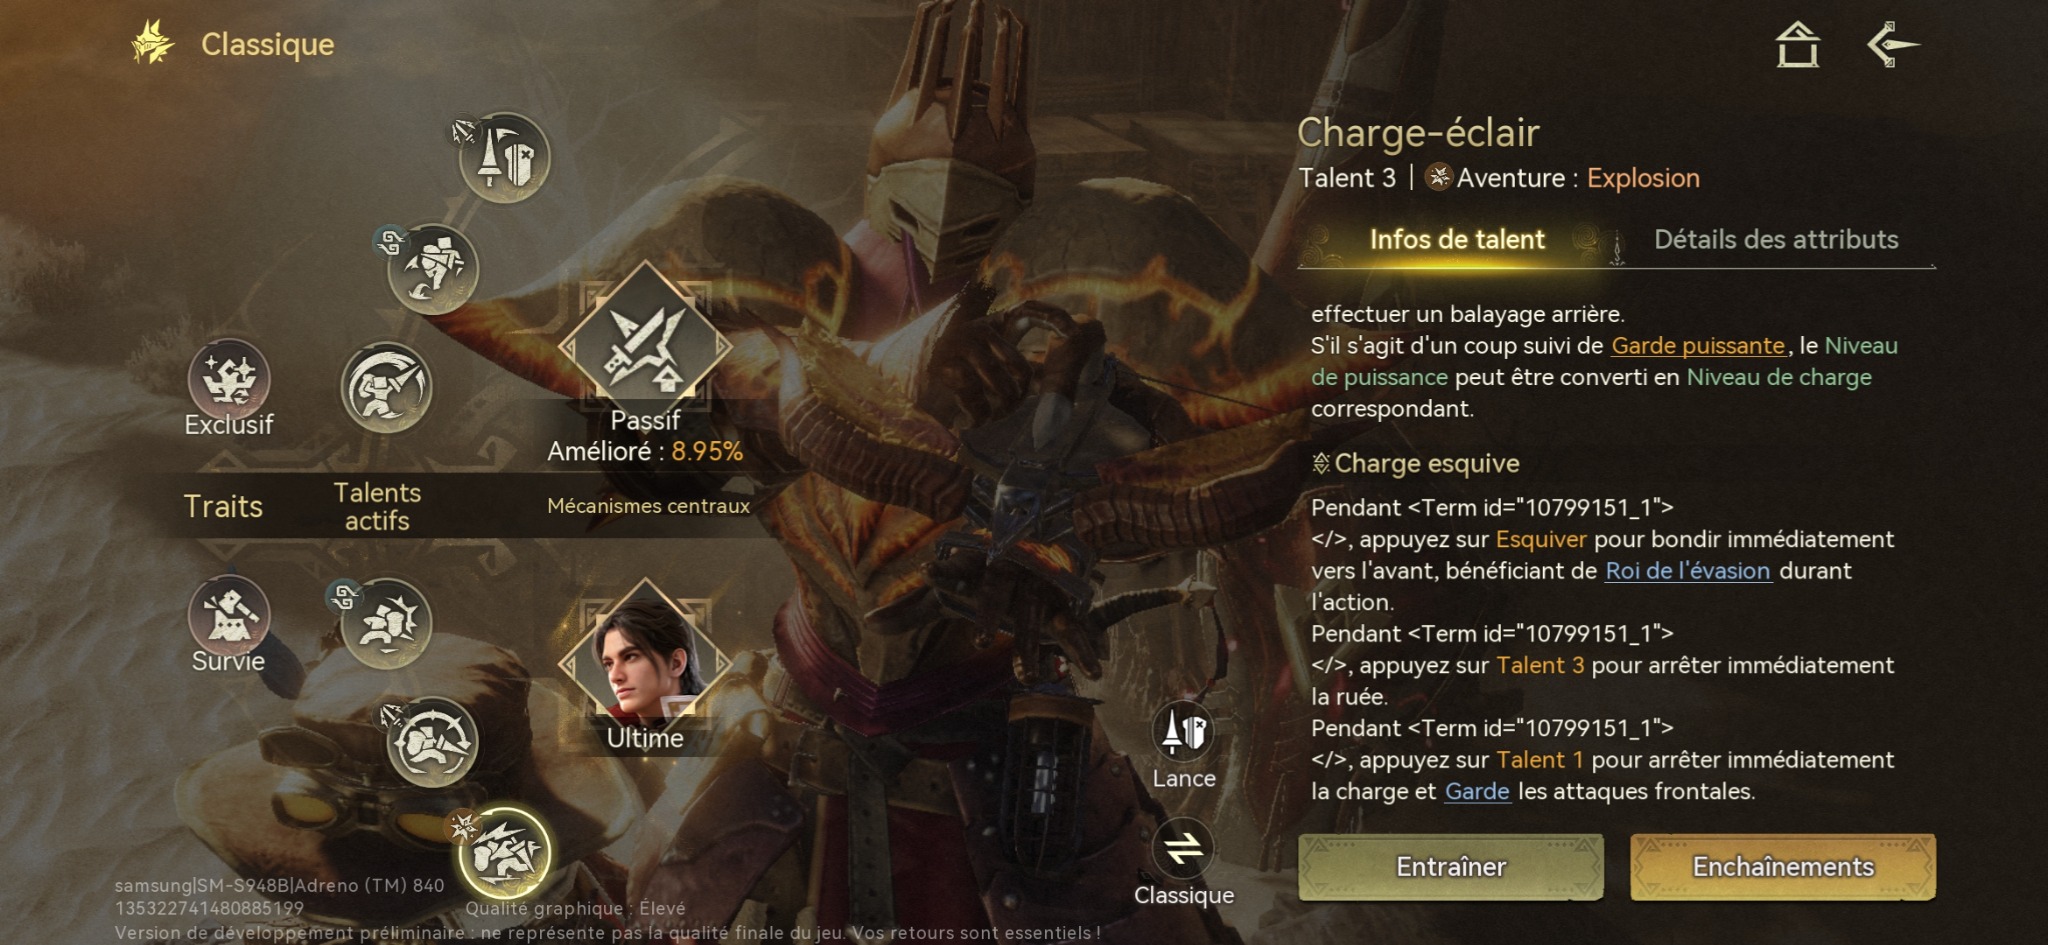 Classique
Charge-éclair
Talent 3 | Aventure : Explosion
Infos de talent
Détails des attributs
effectuer un balayage arrière.
S'il s'agit d'un coup suivi de Garde puissante, le Niveau
de puissance peut être converti en Niveau de charge
correspondant.
Charge esquive
Pendant <Term id="10799151_1">
</>, appuyez sur Esquiver pour bondir immédiatement
vers l'avant, bénéficiant de Roi de l'évasion durant
l'action.
Pendant <Term id="10799151_1">
</>, appuyez sur Talent 3 pour arrêter immédiatement
la ruée.
Pendant <Term id="10799151_1">
</>, appuyez sur Talent 1 pour arrêter immédiatement
la charge et Garde les attaques frontales.
Entraîner
Enchaînements
Exclusif
Passif
Amélioré : 8.95%
Traits
Talents
actifs
Mécanismes centraux
Survie
Ultime
Lance
Classique
samsung|SM-S948B|Adreno (TM) 840
135322741480885199
Qualité graphique : Élevé
Version de développement préliminaire : ne représente pas la qualité finale du jeu. Vos retours sont essentiels !